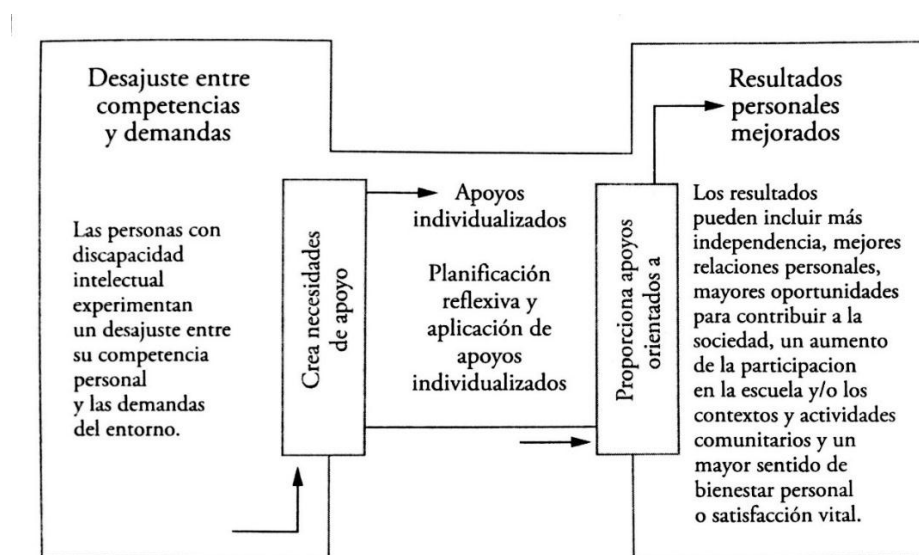 Desajuste entre
competencias
y demandas
Las personas con
discapacidad
intelectual
experimentan
un desajuste entre
su competencia
personal
y las demandas
del entorno.
Crea necesidades
de apoyo
Apoyos
individualizados
Planificación
reflexiva y
aplicación de
apoyos
individualizados
Proporciona apoyos
orientados a
Resultados
personales
mejorados
Los resultados
pueden incluir más
independencia, mejores
relaciones personales,
mayores oportunidades
para contribuir a la
sociedad, un aumento
de la participacion
en la escuela y/o los
contextos y actividades
comunitarios y un
mayor sentido de
bienestar personal
o satisfacción vital.